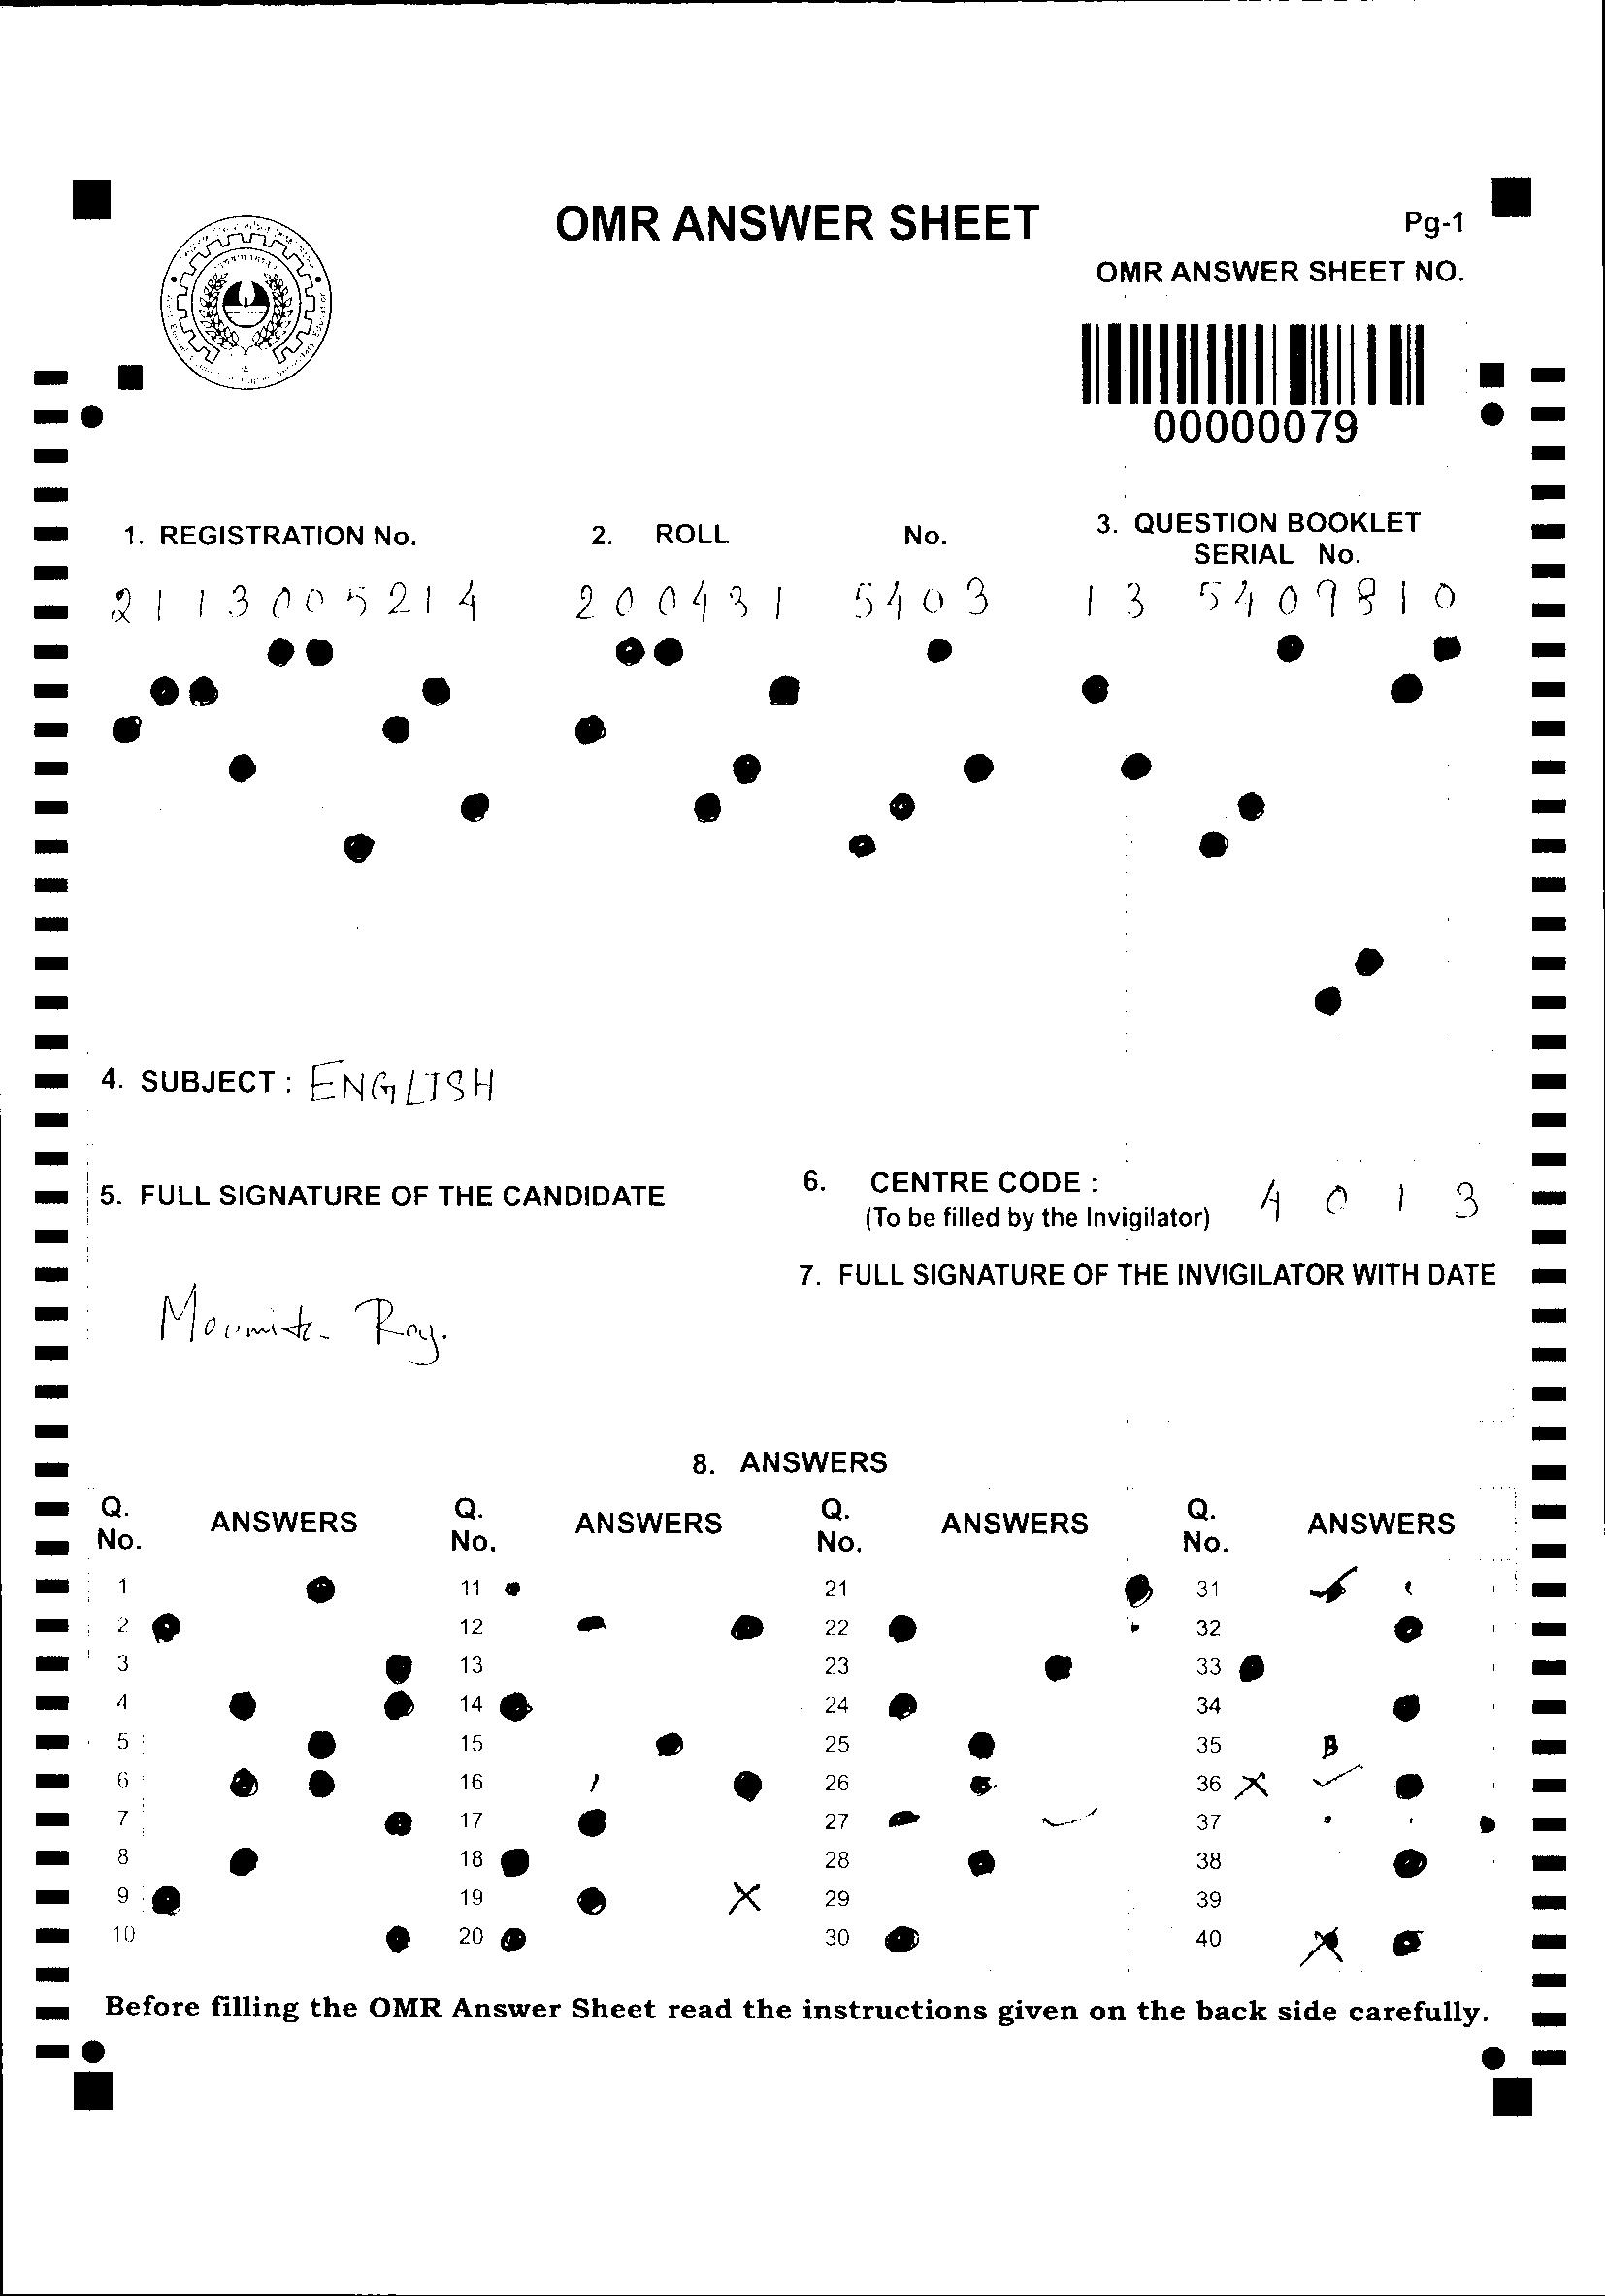 OMR ANSWER SHEET
Pg-1
OMR ANSWER SHEET NO.
00000079
1. REGISTRATION No.
2. ROLL No.
3. QUESTION BOOKLET
SERIAL No.
2113005214
200431 5403
13 5409810
4. SUBJECT : ENGLISH
5. FULL SIGNATURE OF THE CANDIDATE
6. CENTRE CODE : 4013
(To be filled by the Invigilator)
7. FULL SIGNATURE OF THE INVIGILATOR WITH DATE
Moumita Ray.
8. ANSWERS
Q. ANSWERS Q. ANSWERS Q. ANSWERS Q. ANSWERS
No. No. No. No.
1 11 21 31
2 12 22 32
3 13 23 33
4 14 24 34
5 15 25 35 B
6 16 26 36
7 17 27 37
8 18 28 38
9 19 29 39
10 20 30 40
Before filling the OMR Answer Sheet read the instructions given on the back side carefully.